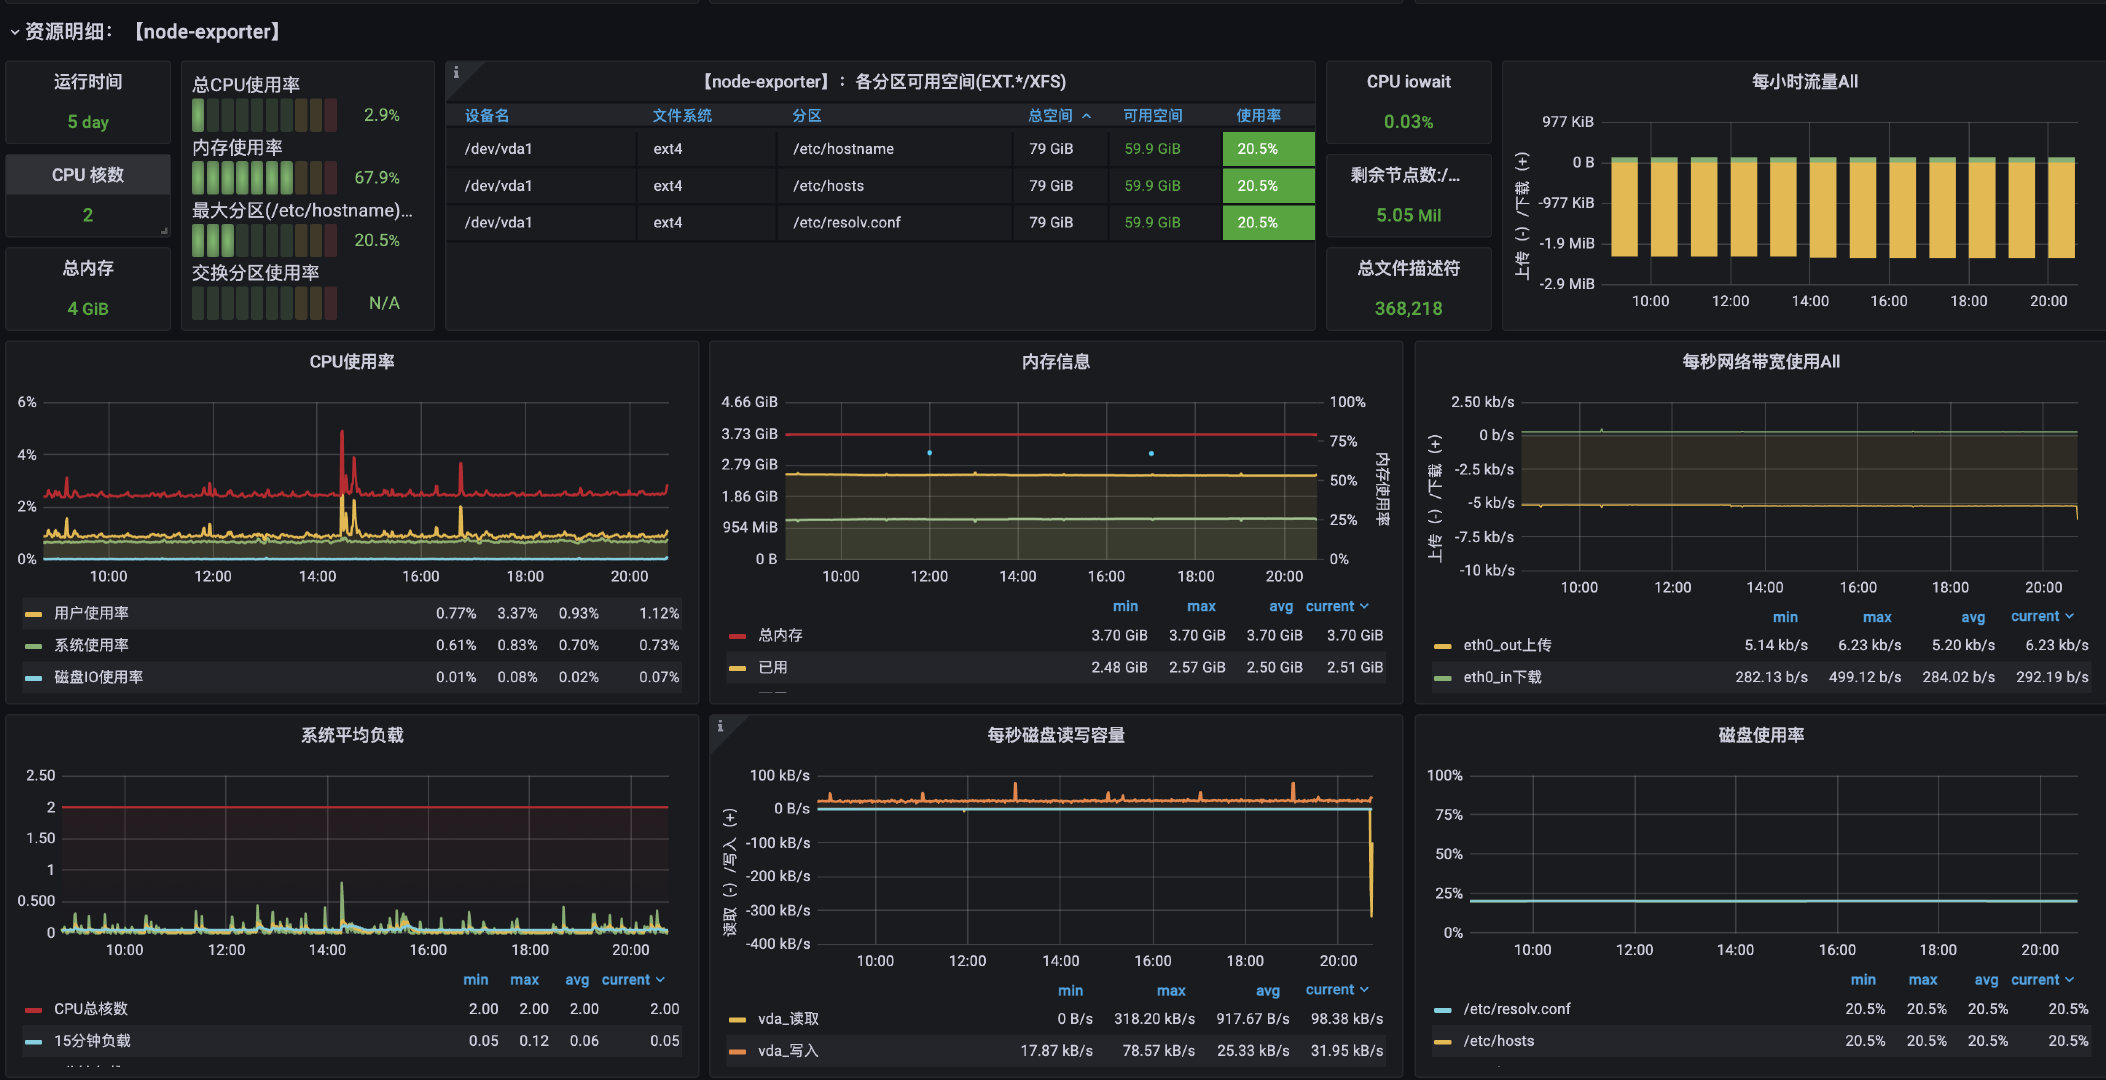 资源明细：【node-exporter】
运行时间
5 day
CPU 核数
2
总内存
4 GiB
总CPU使用率
2.9%
内存使用率
67.9%
最大分区(/etc/hostname)...
20.5%
交换分区使用率
N/A
【node-exporter】：各分区可用空间(EXT.*/XFS)
设备名 文件系统 分区 总空间 可用空间 使用率
/dev/vda1 ext4 /etc/hostname 79 GiB 59.9 GiB 20.5%
/dev/vda1 ext4 /etc/hosts 79 GiB 59.9 GiB 20.5%
/dev/vda1 ext4 /etc/resolv.conf 79 GiB 59.9 GiB 20.5%
CPU iowait
0.03%
剩余节点数:/...
5.05 Mil
总文件描述符
368,218
每小时流量All
上传（-）/下载（+）
977 KiB
0 B
-977 KiB
-1.9 MiB
-2.9 MiB
10:00 12:00 14:00 16:00 18:00 20:00
CPU使用率
6%
4%
2%
0%
10:00 12:00 14:00 16:00 18:00 20:00
用户使用率 0.77% 3.37% 0.93% 1.12%
系统使用率 0.61% 0.83% 0.70% 0.73%
磁盘IO使用率 0.01% 0.08% 0.02% 0.07%
内存信息
4.66 GiB
3.73 GiB
2.79 GiB
1.86 GiB
954 MiB
0 B
100%
75%
50%
25%
0%
内存使用率
10:00 12:00 14:00 16:00 18:00 20:00
min max avg current
总内存 3.70 GiB 3.70 GiB 3.70 GiB 3.70 GiB
已用 2.48 GiB 2.57 GiB 2.50 GiB 2.51 GiB
每秒网络带宽使用All
上传（-）/下载（+）
2.50 kb/s
0 b/s
-2.5 kb/s
-5 kb/s
-7.5 kb/s
-10 kb/s
10:00 12:00 14:00 16:00 18:00 20:00
min max avg current
eth0_out上传 5.14 kb/s 6.23 kb/s 5.20 kb/s 6.23 kb/s
eth0_in下载 282.13 b/s 499.12 b/s 284.02 b/s 292.19 b/s
系统平均负载
2.50
2
1.50
1
0.500
0
10:00 12:00 14:00 16:00 18:00 20:00
min max avg current
CPU总核数 2.00 2.00 2.00 2.00
15分钟负载 0.05 0.12 0.06 0.05
每秒磁盘读写容量
读取（-）/写入（+）
100 kB/s
0 B/s
-100 kB/s
-200 kB/s
-300 kB/s
-400 kB/s
10:00 12:00 14:00 16:00 18:00 20:00
min max avg current
vda_读取 0 B/s 318.20 kB/s 917.67 B/s 98.38 kB/s
vda_写入 17.87 kB/s 78.57 kB/s 25.33 kB/s 31.95 kB/s
磁盘使用率
100%
75%
50%
25%
0%
10:00 12:00 14:00 16:00 18:00 20:00
min max avg current
/etc/resolv.conf 20.5% 20.5% 20.5% 20.5%
/etc/hosts 20.5% 20.5% 20.5% 20.5%